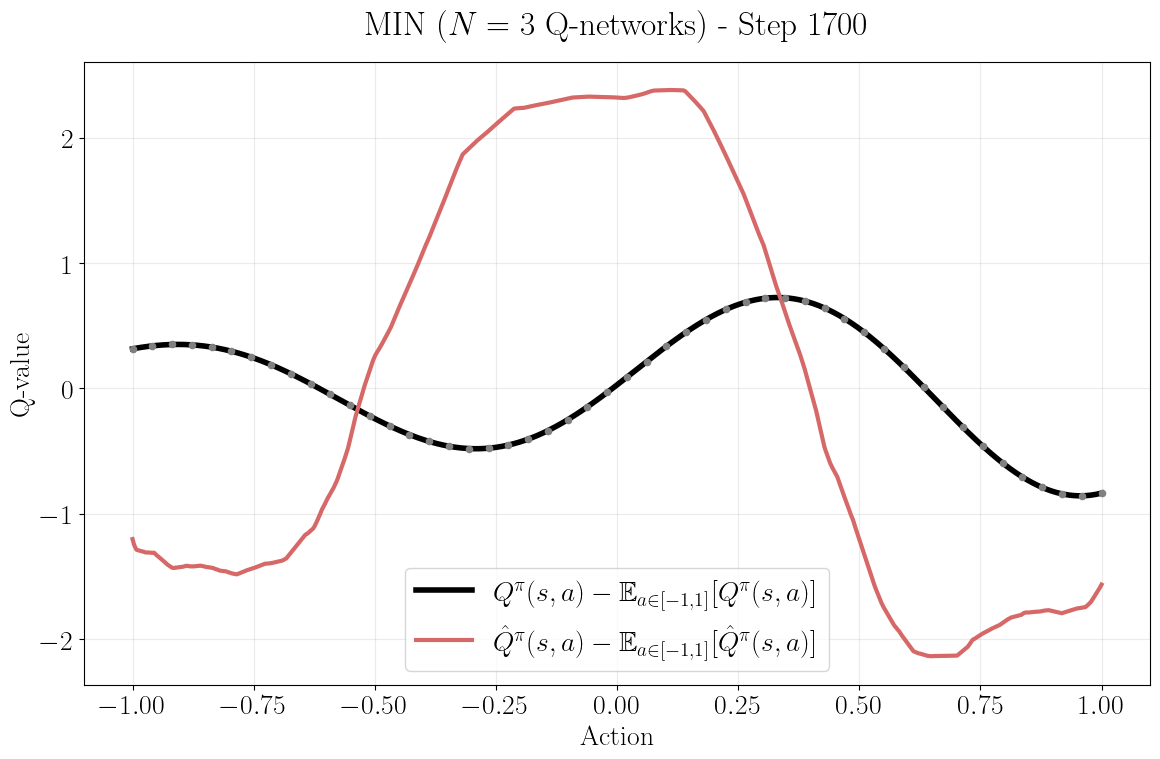 MIN (N = 3 Q-networks) - Step 1700
Q-value
2
1
0
−1
−2
Q^π(s, a) − 𝔼_{a∈[−1,1]}[Q^π(s, a)]
Q̂^π(s, a) − 𝔼_{a∈[−1,1]}[Q̂^π(s, a)]
−1.00 −0.75 −0.50 −0.25 0.00 0.25 0.50 0.75 1.00
Action